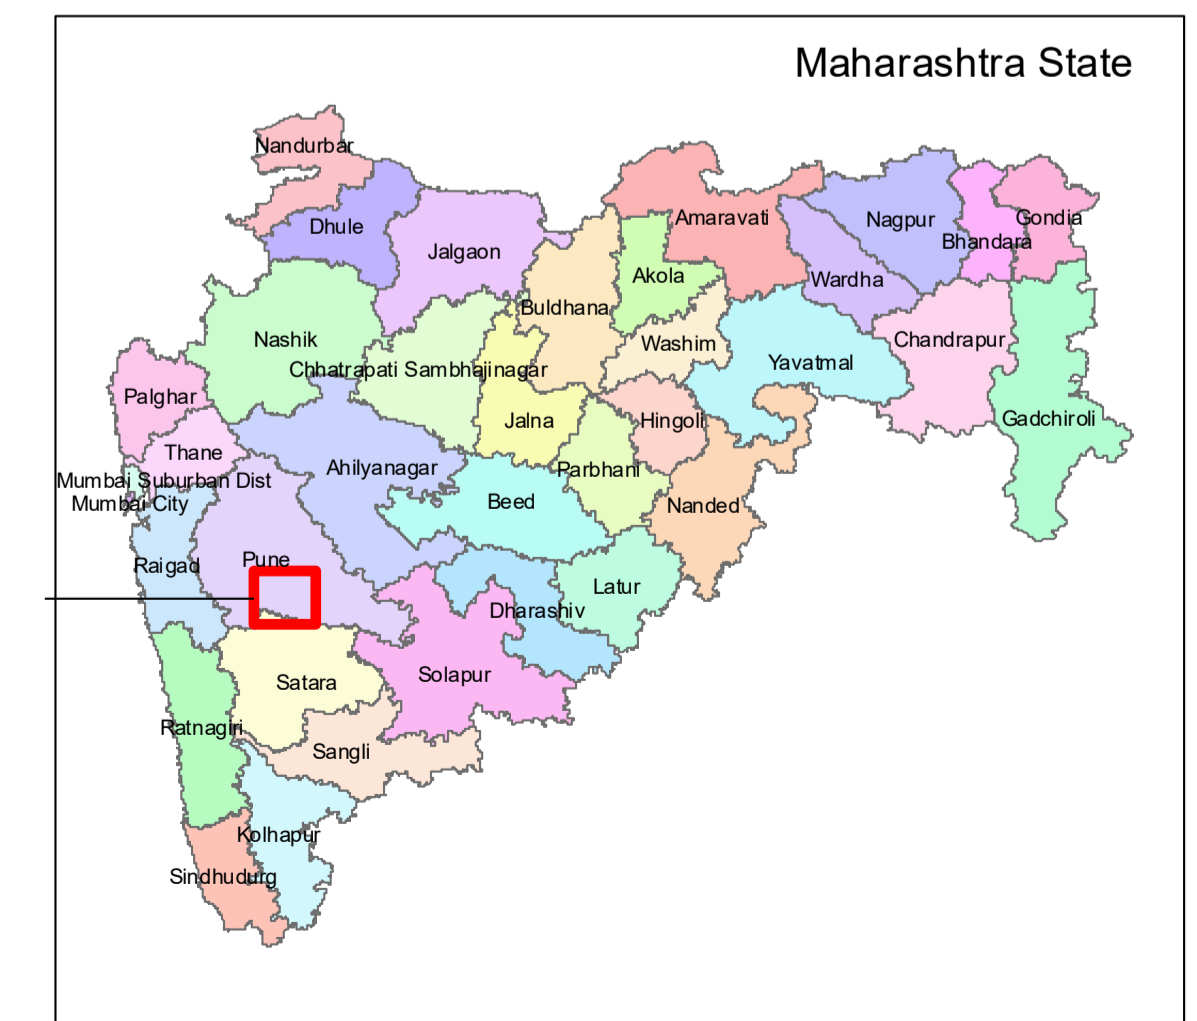 Maharashtra State
Nandurbar
Dhule
Jalgaon
Amaravati
Nagpur
Gondia
Bhandara
Akola
Wardha
Buldhana
Nashik
Washim
Chandrapur
Chhatrapati Sambhajinagar
Yavatmal
Palghar
Jalna
Hingoli
Gadchiroli
Thane
Ahilyanagar
Parbhani
Mumbai Suburban Dist
Mumbai City
Beed
Nanded
Raigad
Pune
Latur
Dharashiv
Satara
Solapur
Ratnagiri
Sangli
Kolhapur
Sindhudurg